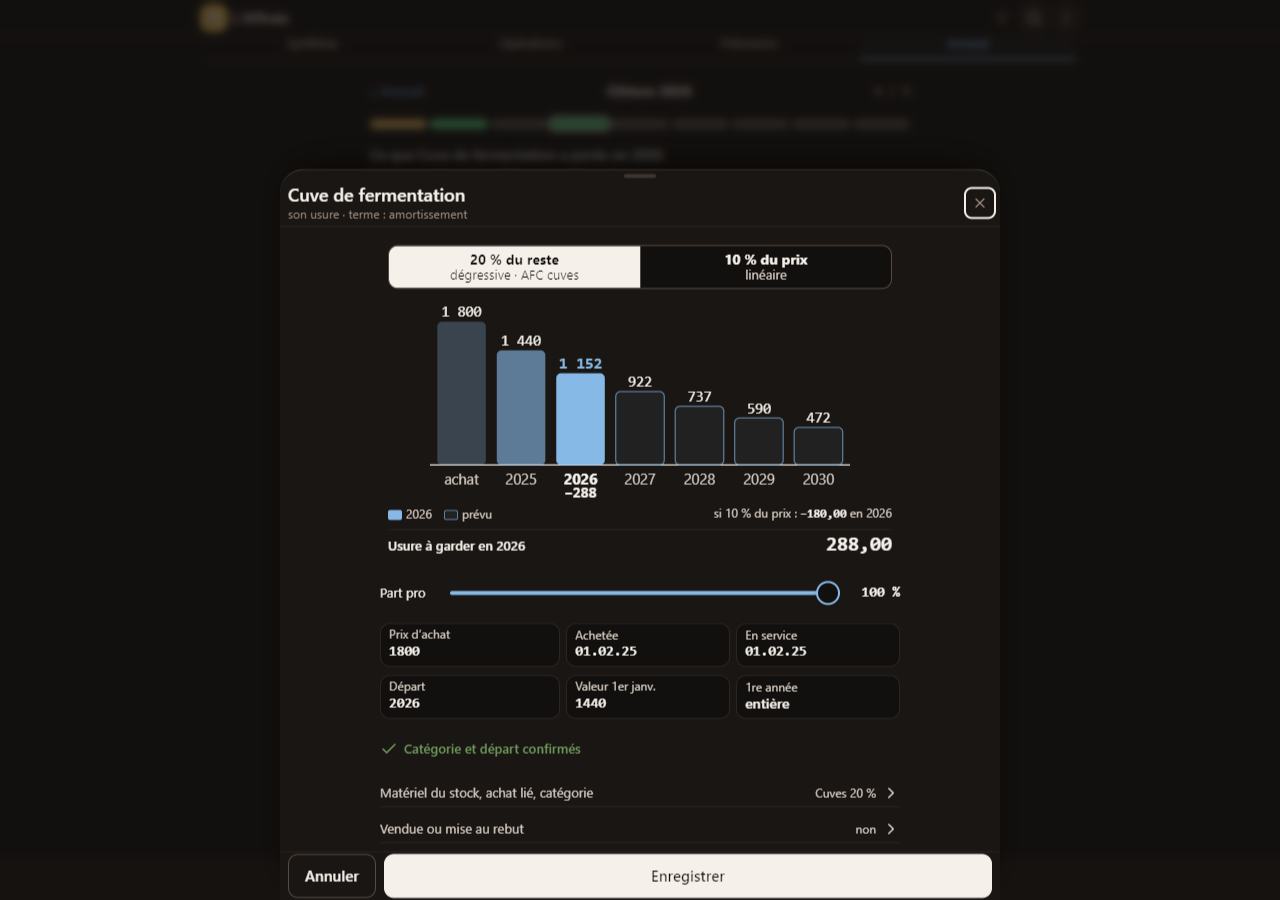 Cuve de fermentation
son usure · terme : amortissement
20 % du reste
dégressive · AFC cuves
10 % du prix
linéaire
1 800
1 440
1 152
922
737
590
472
achat 2025 2026 2027 2028 2029 2030
−288
2026 prévu si 10 % du prix : −180,00 en 2026
Usure à garder en 2026 288,00
Part pro 100 %
Prix d'achat Achetée En service
1800 01.02.25 01.02.25
Départ Valeur 1er janv. 1re année
2026 1440 entière
Catégorie et départ confirmés
Matériel du stock, achat lié, catégorie Cuves 20 %
Vendue ou mise au rebut non
Annuler Enregistrer